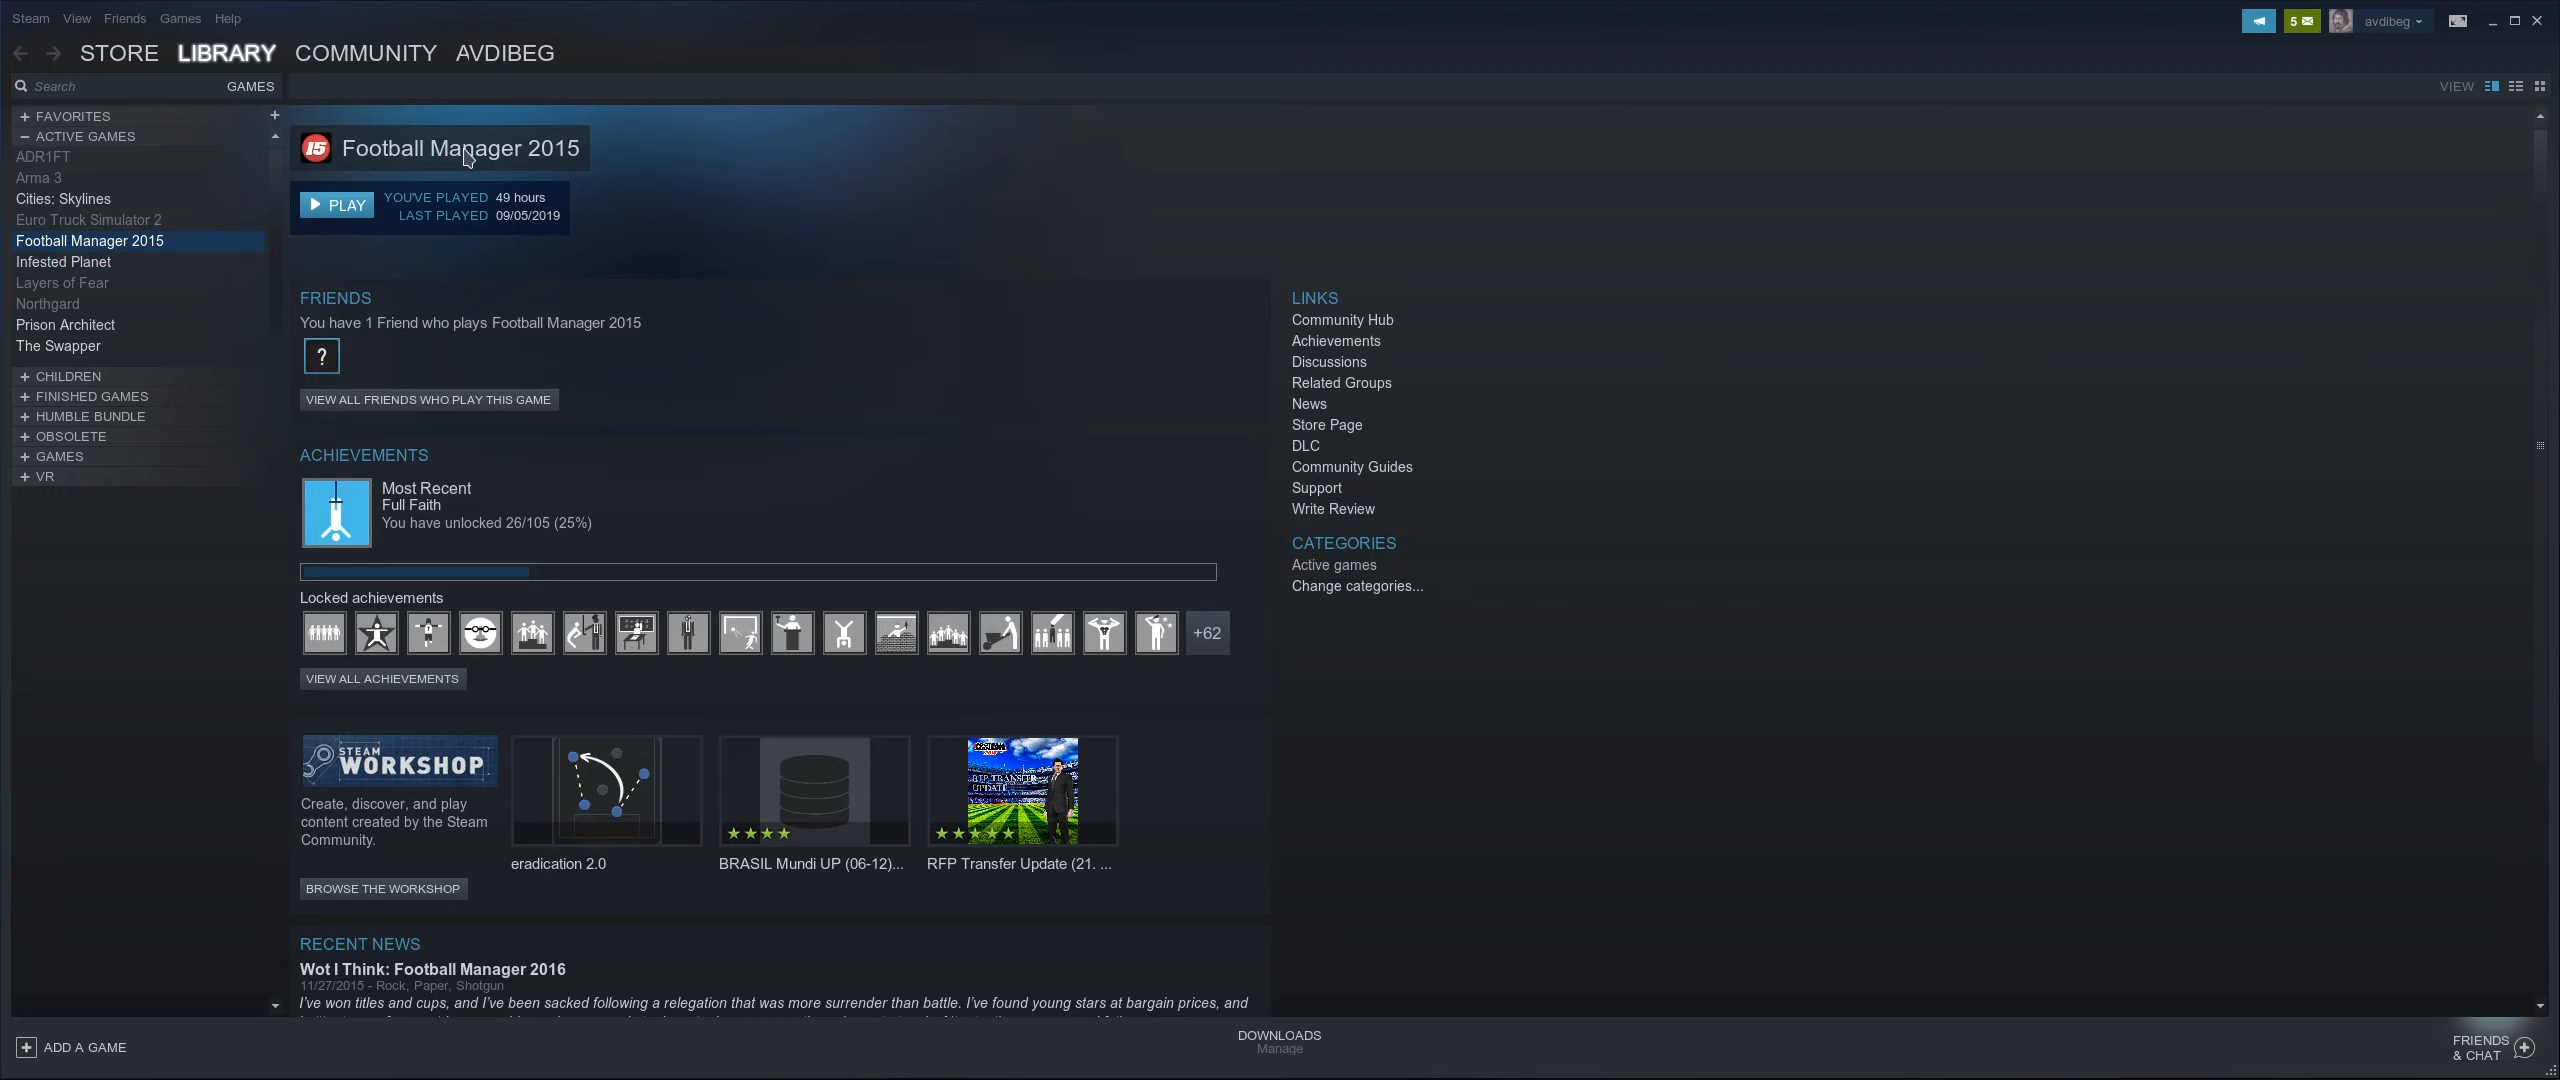 Steam View Friends Games Help
5 avdibeg
STORE LIBRARY COMMUNITY AVDIBEG
Search GAMES VIEW
FAVORITES
ACTIVE GAMES
ADR1FT
Arma 3
Cities: Skylines
Euro Truck Simulator 2
Football Manager 2015
Infested Planet
Layers of Fear
Northgard
Prison Architect
The Swapper
CHILDREN
FINISHED GAMES
HUMBLE BUNDLE
OBSOLETE
GAMES
VR
15 Football Manager 2015
PLAY
YOU'VE PLAYED 49 hours
LAST PLAYED 09/05/2019
FRIENDS
You have 1 Friend who plays Football Manager 2015
?
VIEW ALL FRIENDS WHO PLAY THIS GAME
ACHIEVEMENTS
Most Recent
Full Faith
You have unlocked 26/105 (25%)
Locked achievements
+62
VIEW ALL ACHIEVEMENTS
STEAM
WORKSHOP
Create, discover, and play
content created by the Steam
Community.
BROWSE THE WORKSHOP
eradication 2.0
BRASIL Mundi UP (06-12)...
RTP TRANSFER
UPDATE
RFP Transfer Update (21. ...
RECENT NEWS
Wot I Think: Football Manager 2016
11/27/2015 - Rock, Paper, Shotgun
I've won titles and cups, and I've been sacked following a relegation that was more surrender than battle. I've found young stars at bargain prices, and
LINKS
Community Hub
Achievements
Discussions
Related Groups
News
Store Page
DLC
Community Guides
Support
Write Review
CATEGORIES
Active games
Change categories...
ADD A GAME
DOWNLOADS
Manage
FRIENDS
& CHAT